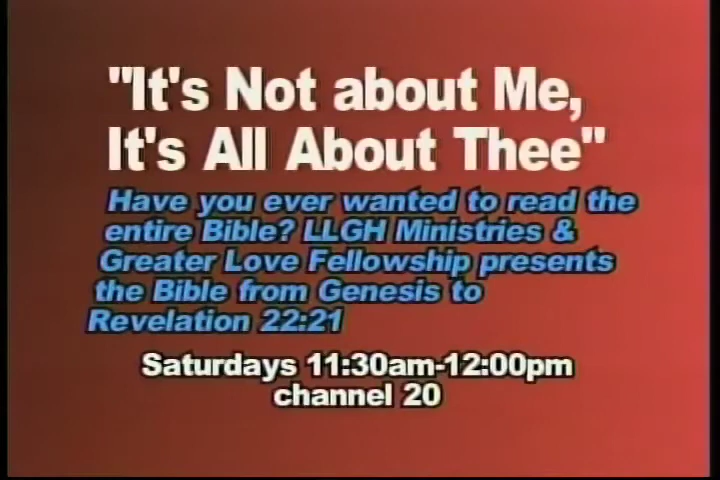 "It's Not about Me,
It's All About Thee"
Have you ever wanted to read the
entire Bible? LLGH Ministries &
Greater Love Fellowship presents
the Bible from Genesis to
Revelation 22:21
Saturdays 11:30am-12:00pm
channel 20